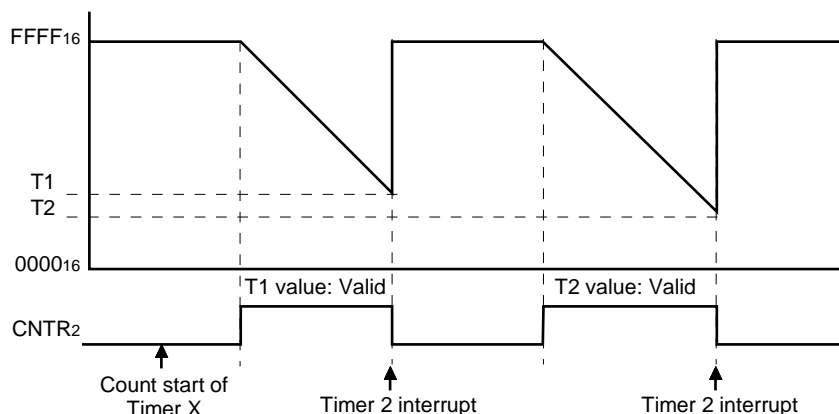 FFFF16
T1
T2
000016
T1 value: Valid T2 value: Valid
CNTR2
Count start of
Timer X
Timer 2 interrupt
Timer 2 interrupt